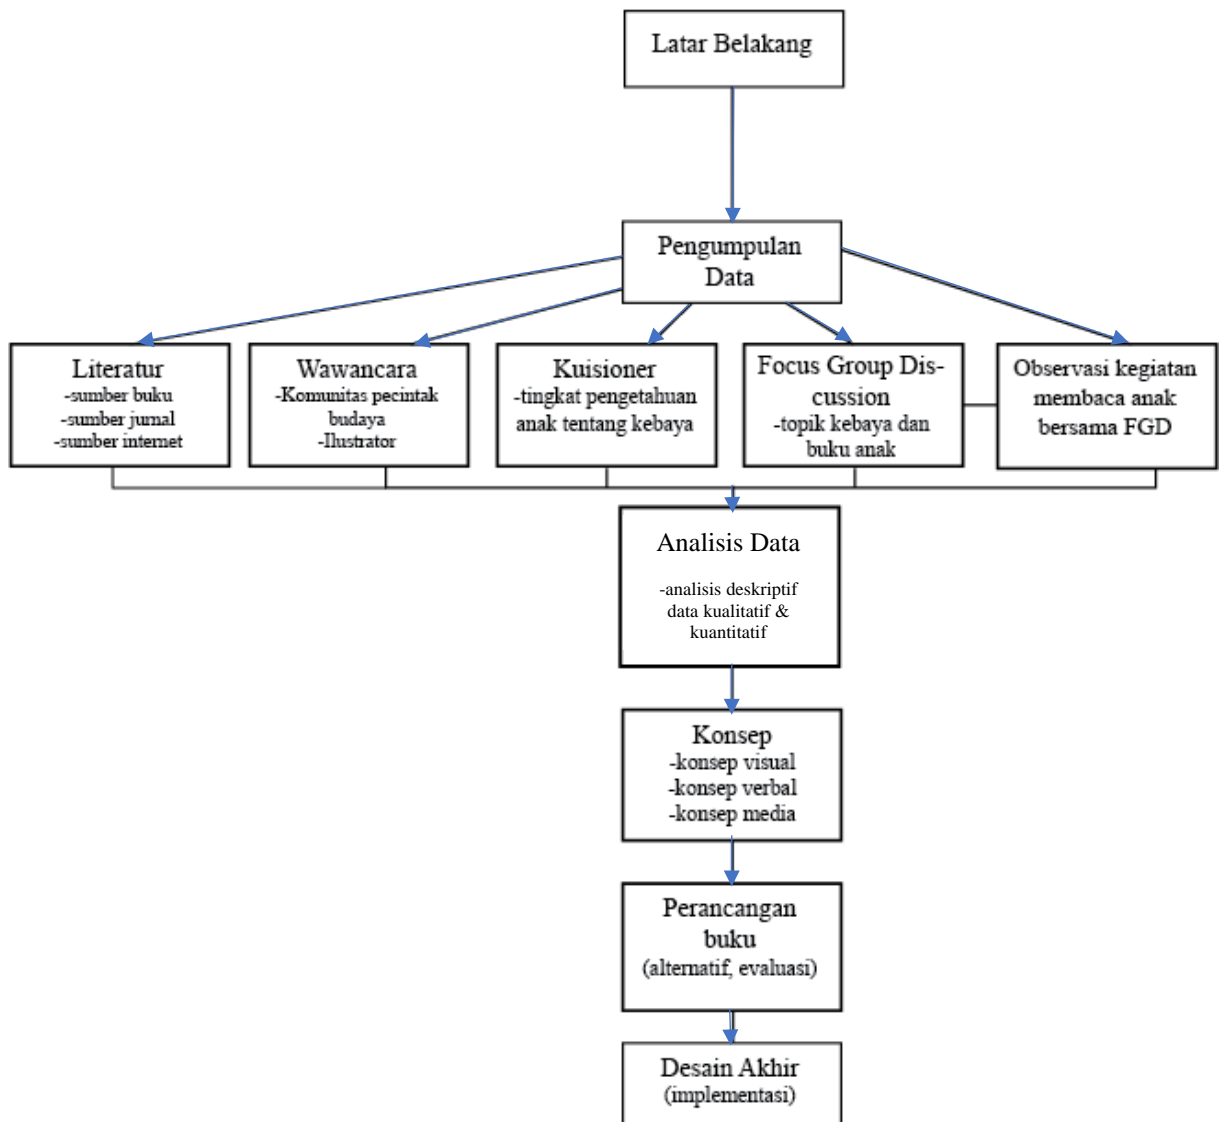 Latar Belakang
Pengumpulan
Data
Literatur
-sumber buku
-sumber jurnal
-sumber internet
Wawancara
-Komunitas pecintak
budaya
-Ilustrator
Kuisioner
-tingkat pengetahuan
anak tentang kebaya
Focus Group Dis-
cussion
-topik kebaya dan
buku anak
Observasi kegiatan
membaca anak
bersama FGD
Analisis Data
-analisis deskriptif
data kualitatif &
kuantitatif
Konsep
-konsep visual
-konsep verbal
-konsep media
Perancangan
buku
(alternatif, evaluasi)
Desain Akhir
(implementasi)